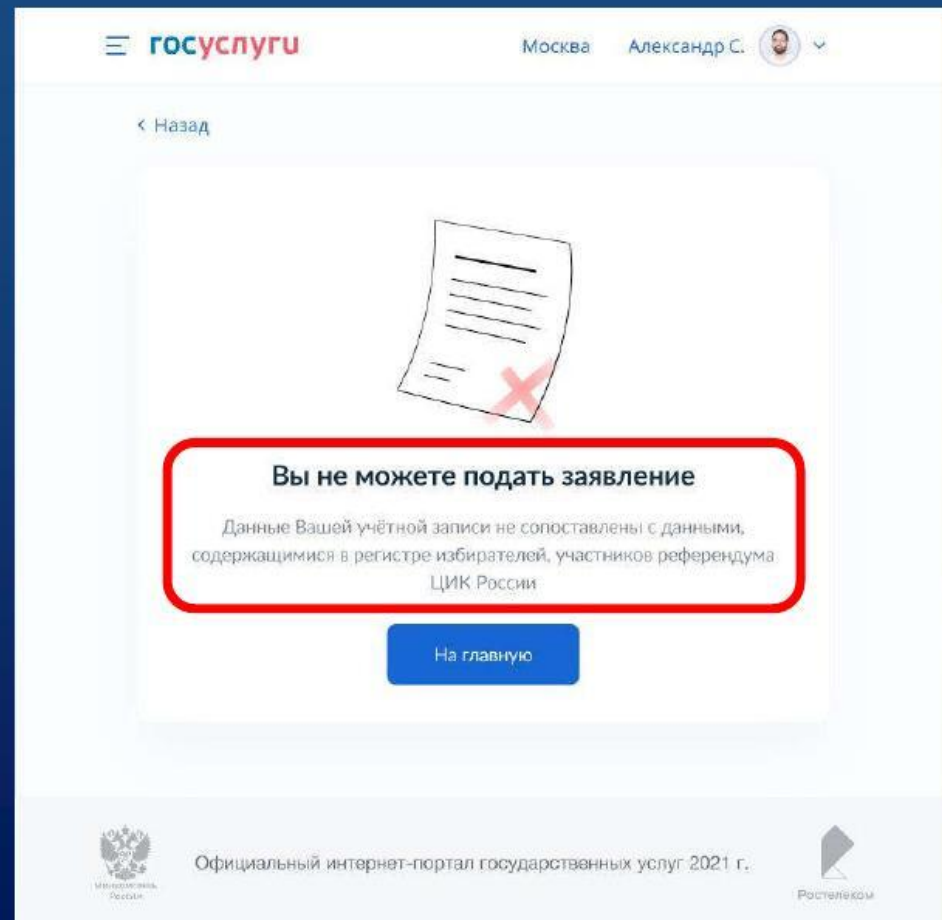 госуслуги
Москва
Александр С.
Назад
Вы не можете подать заявление
Данные Вашей учётной записи не сопоставлены с данными,
содержащимися в регистре избирателей, участников референдума
ЦИК России
На главную
Официальный интернет-портал государственных услуг 2021 г.
России
Ростелеком